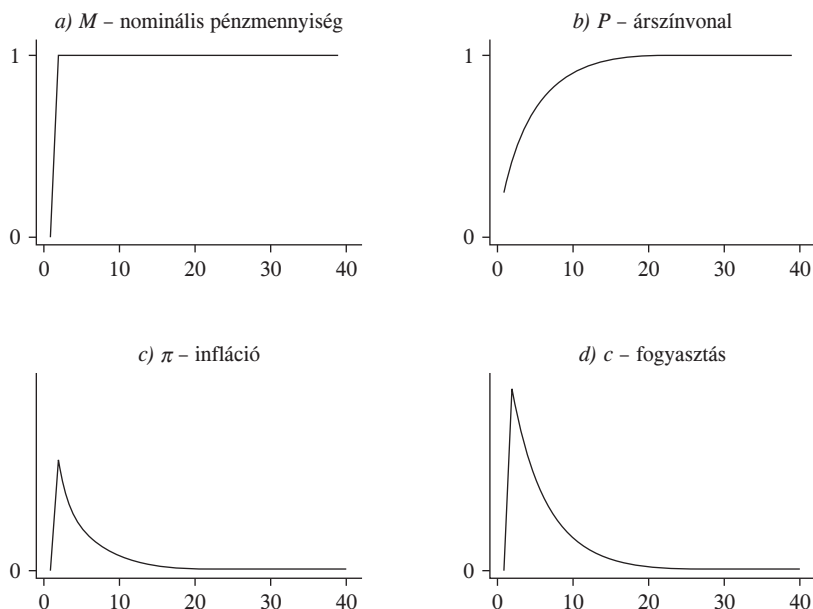 a) M – nominális pénzmennyiség
1
0
0 10 20 30 40
b) P – árszínvonal
1
0
0 10 20 30 40
c) π – infláció
0
0 10 20 30 40
d) c – fogyasztás
0
0 10 20 30 40